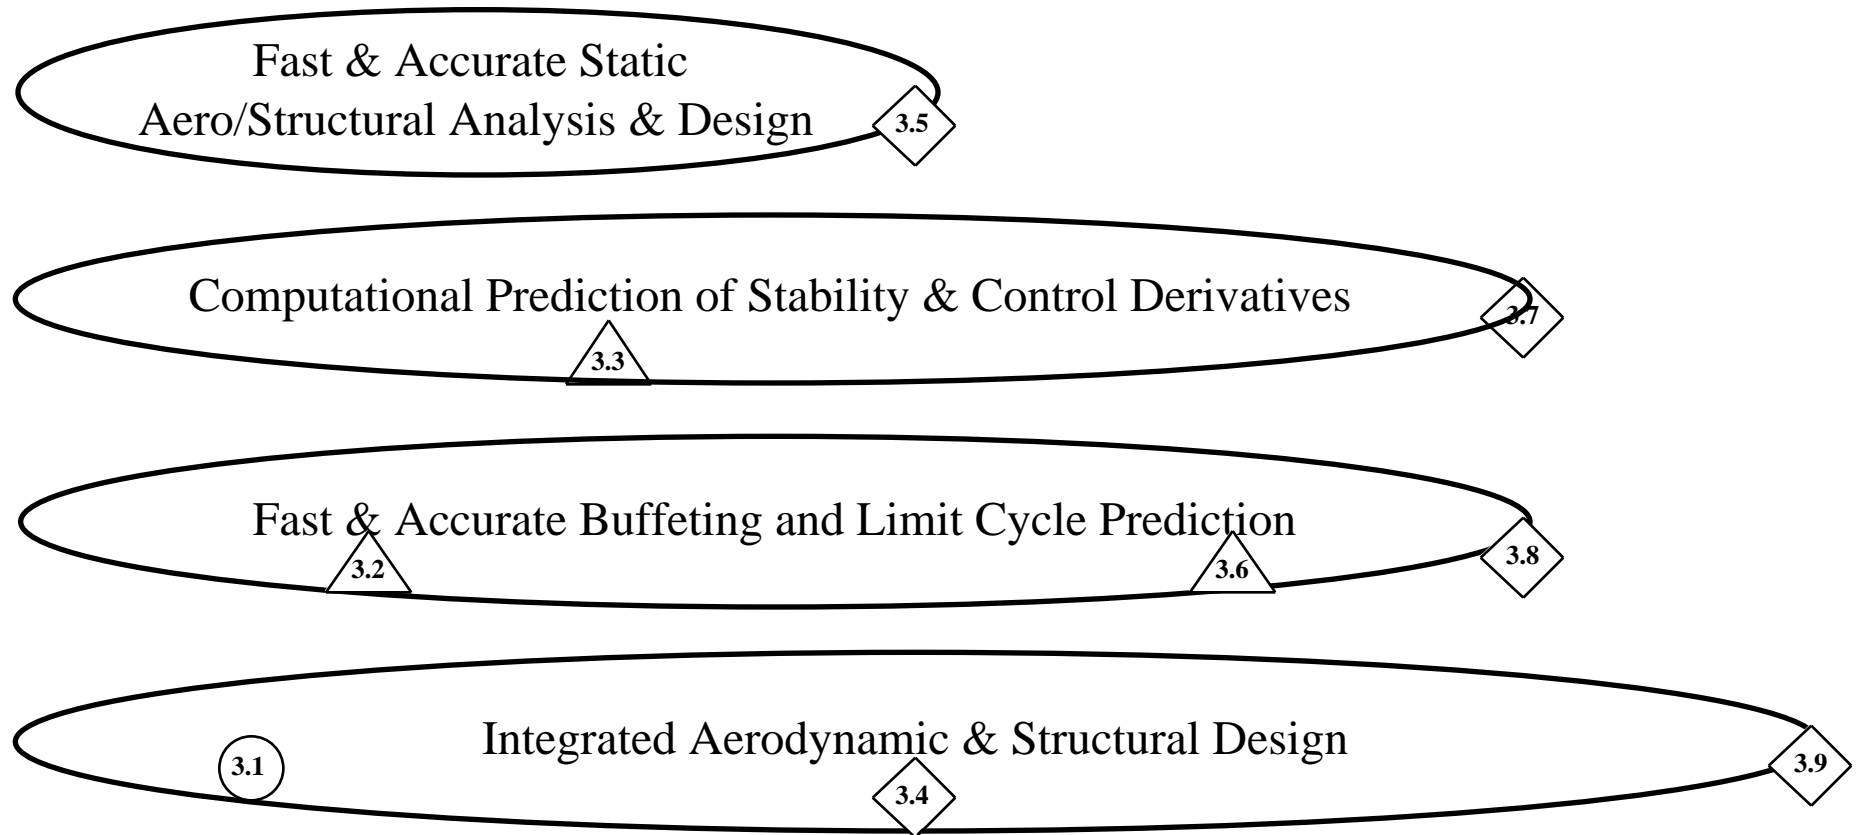 Fast & Accurate Static
Aero/Structural Analysis & Design
3.5
Computational Prediction of Stability & Control Derivatives
3.7
3.3
Fast & Accurate Buffeting and Limit Cycle Prediction
3.8
3.2
3.6
Integrated Aerodynamic & Structural Design
3.1
3.9
3.4